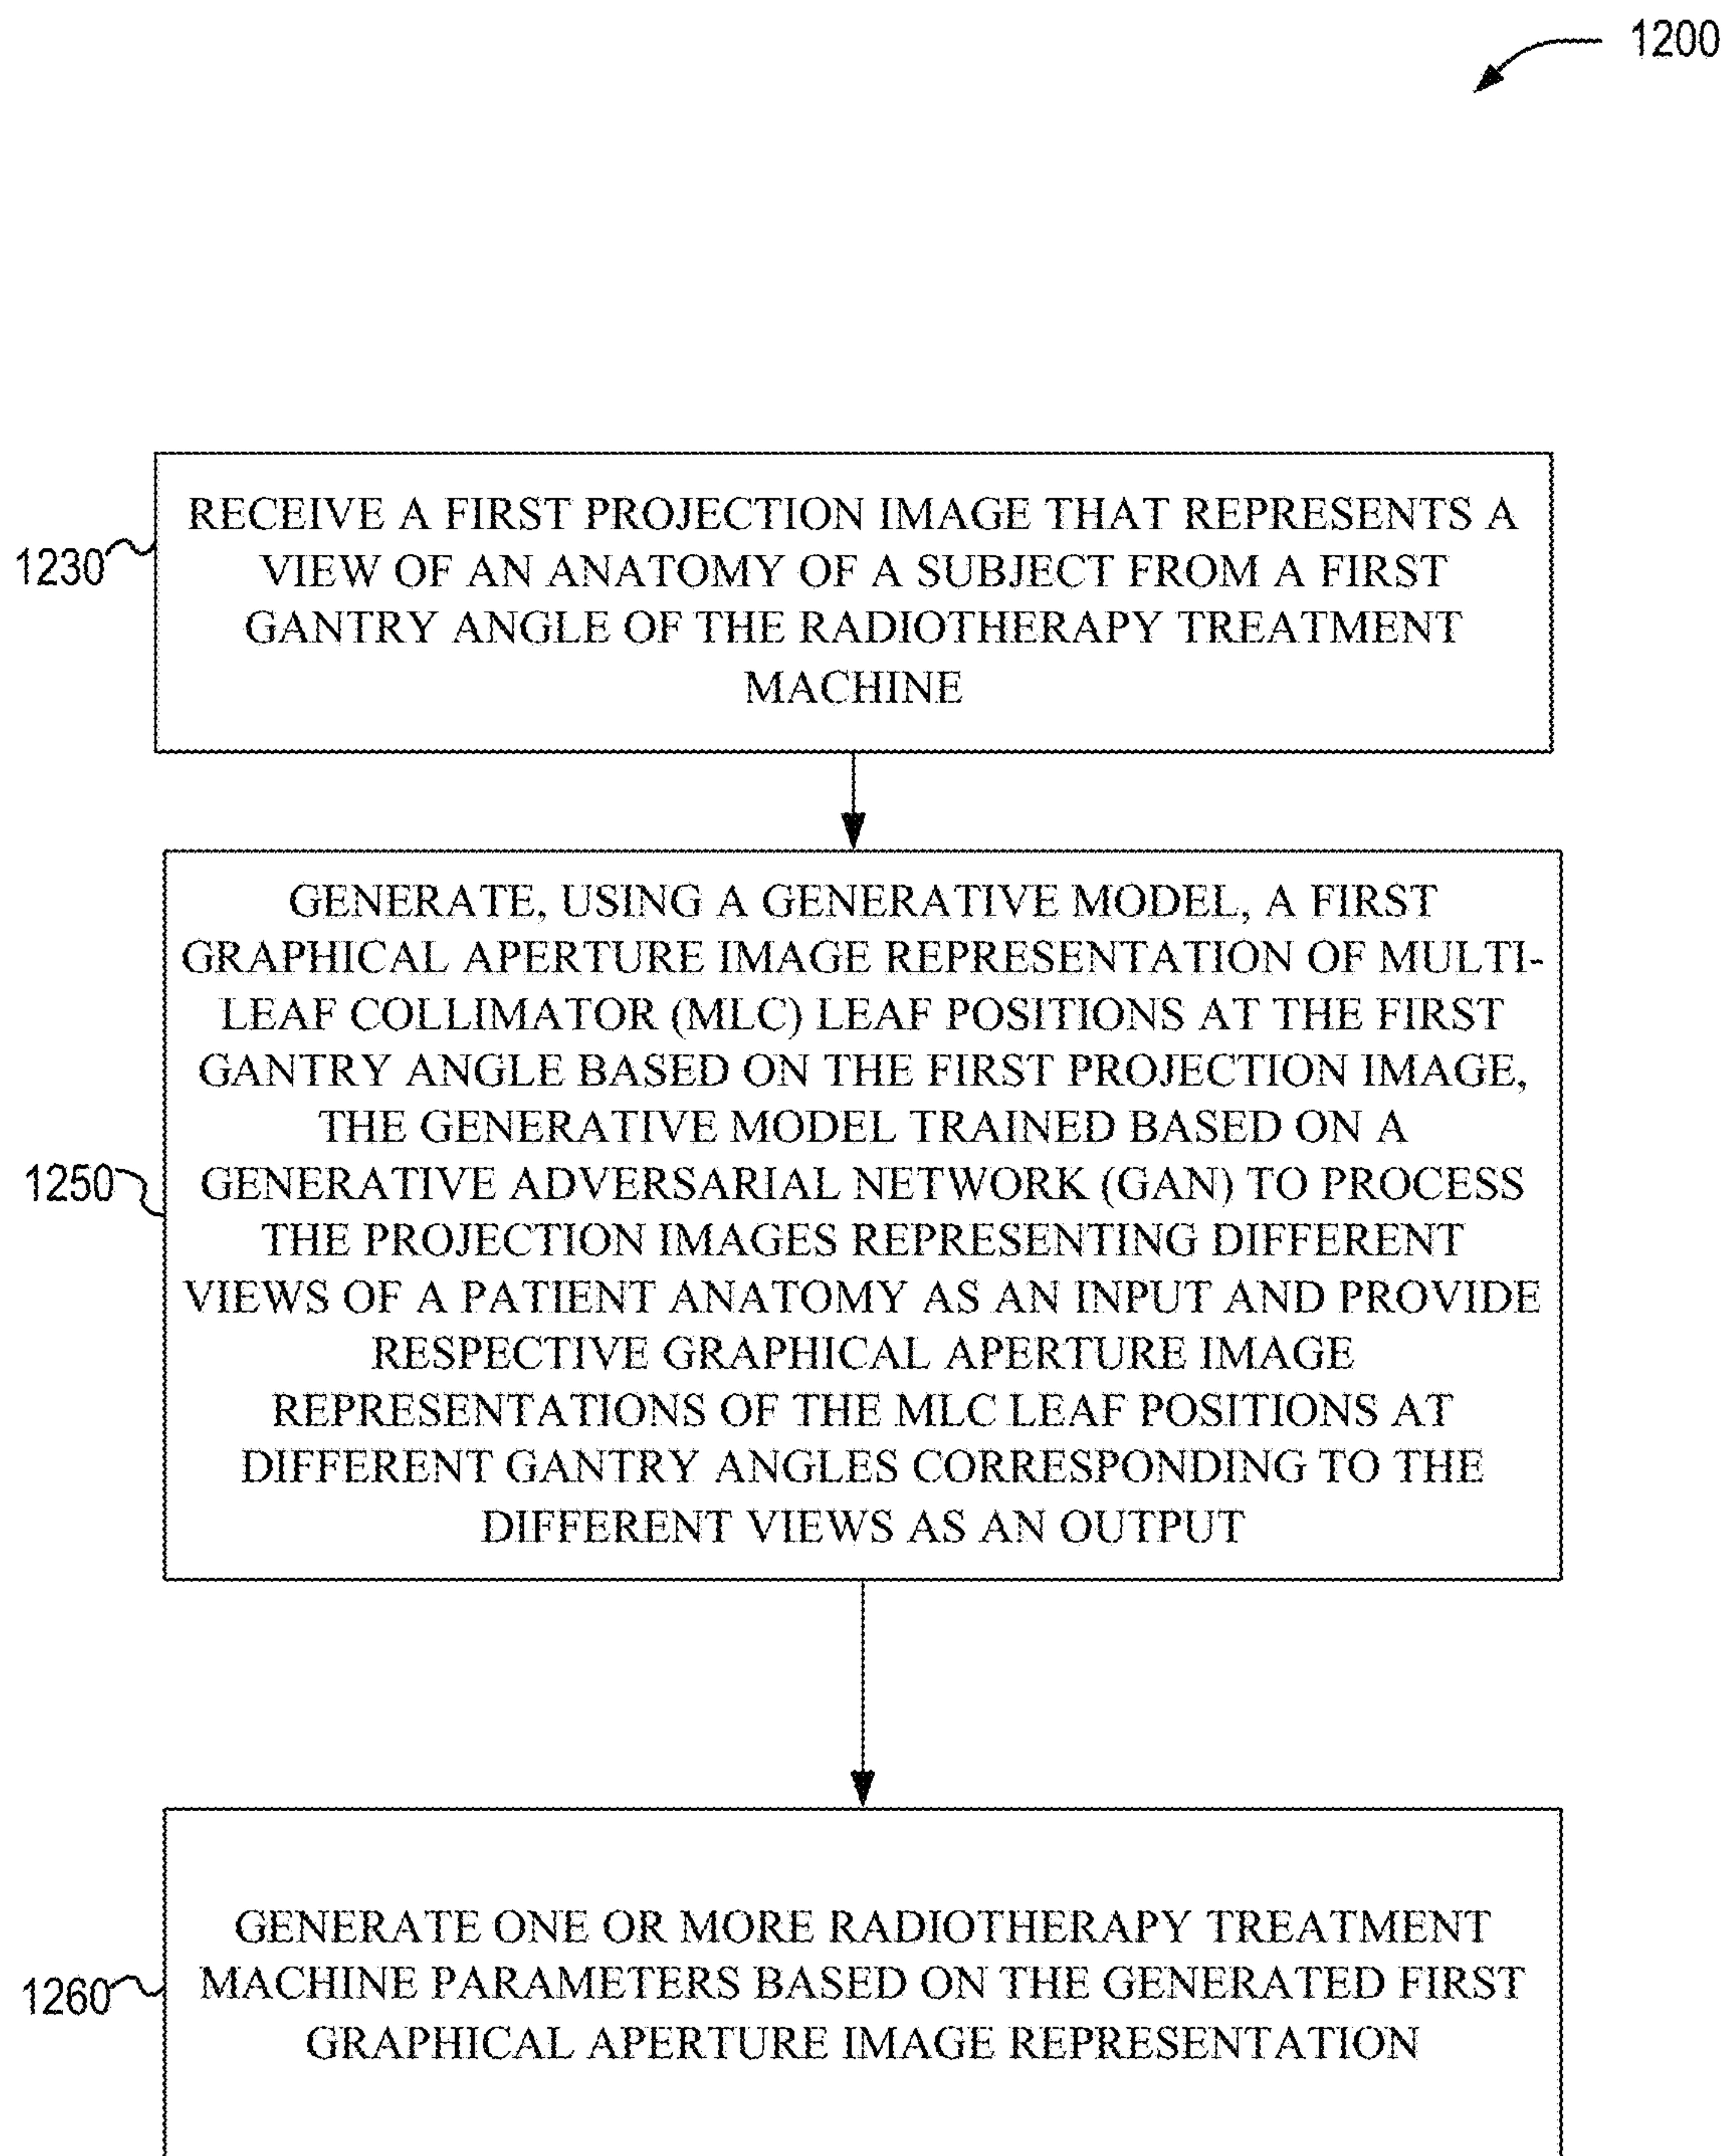 1200
1230
RECEIVE A FIRST PROJECTION IMAGE THAT REPRESENTS A
VIEW OF AN ANATOMY OF A SUBJECT FROM A FIRST
GANTRY ANGLE OF THE RADIOTHERAPY TREATMENT
MACHINE
1250
GENERATE, USING A GENERATIVE MODEL, A FIRST
GRAPHICAL APERTURE IMAGE REPRESENTATION OF MULTI-
LEAF COLLIMATOR (MLC) LEAF POSITIONS AT THE FIRST
GANTRY ANGLE BASED ON THE FIRST PROJECTION IMAGE,
THE GENERATIVE MODEL TRAINED BASED ON A
GENERATIVE ADVERSARIAL NETWORK (GAN) TO PROCESS
THE PROJECTION IMAGES REPRESENTING DIFFERENT
VIEWS OF A PATIENT ANATOMY AS AN INPUT AND PROVIDE
RESPECTIVE GRAPHICAL APERTURE IMAGE
REPRESENTATIONS OF THE MLC LEAF POSITIONS AT
DIFFERENT GANTRY ANGLES CORRESPONDING TO THE
DIFFERENT VIEWS AS AN OUTPUT
1260
GENERATE ONE OR MORE RADIOTHERAPY TREATMENT
MACHINE PARAMETERS BASED ON THE GENERATED FIRST
GRAPHICAL APERTURE IMAGE REPRESENTATION